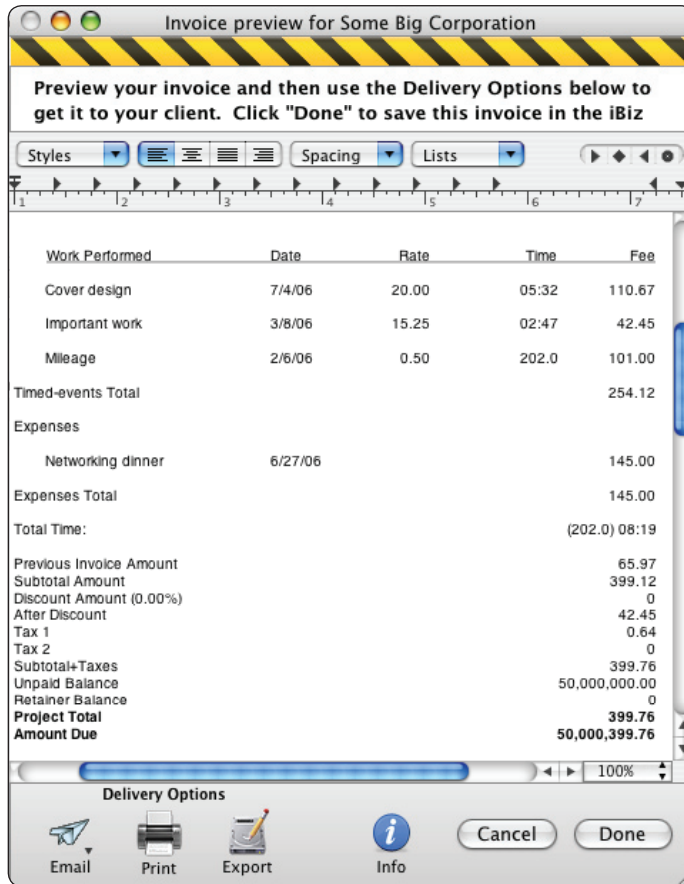 Invoice preview for Some Big Corporation
Preview your invoice and then use the Delivery Options below to
get it to your client. Click "Done" to save this invoice in the iBiz
Styles Spacing Lists
1 2 3 4 5 6 7
Work Performed Date Rate Time Fee
Cover design 7/4/06 20.00 05:32 110.67
Important work 3/8/06 15.25 02:47 42.45
Mileage 2/6/06 0.50 202.0 101.00
Timed-events Total 254.12
Expenses
Networking dinner 6/27/06 145.00
Expenses Total 145.00
Total Time: (202.0) 08:19
Previous Invoice Amount 65.97
Subtotal Amount 399.12
Discount Amount (0.00%) 0
After Discount 42.45
Tax 1 0.64
Tax 2 0
Subtotal+Taxes 399.76
Unpaid Balance 50,000,000.00
Retainer Balance 0
Project Total 399.76
Amount Due 50,000,399.76
100%
Delivery Options
Email Print Export Info Cancel Done